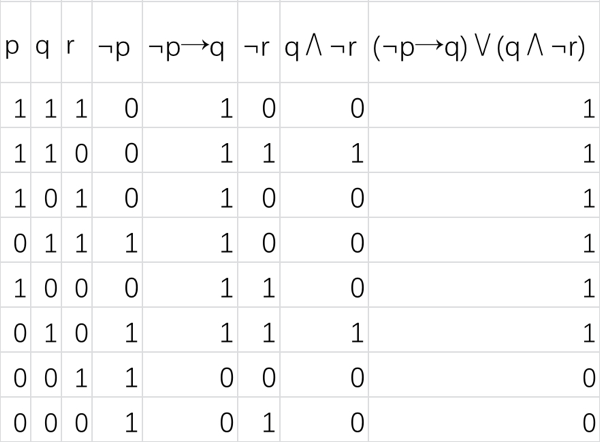 p q r ¬p ¬p→q ¬r q∧¬r (¬p→q)∨(q∧¬r)
1 1 1 0 1 0 0 1
1 1 0 0 1 1 1 1
1 0 1 0 1 0 0 1
0 1 1 1 1 0 0 1
1 0 0 0 1 1 0 1
0 1 0 1 1 1 1 1
0 0 1 1 0 0 0 0
0 0 0 1 0 1 0 0